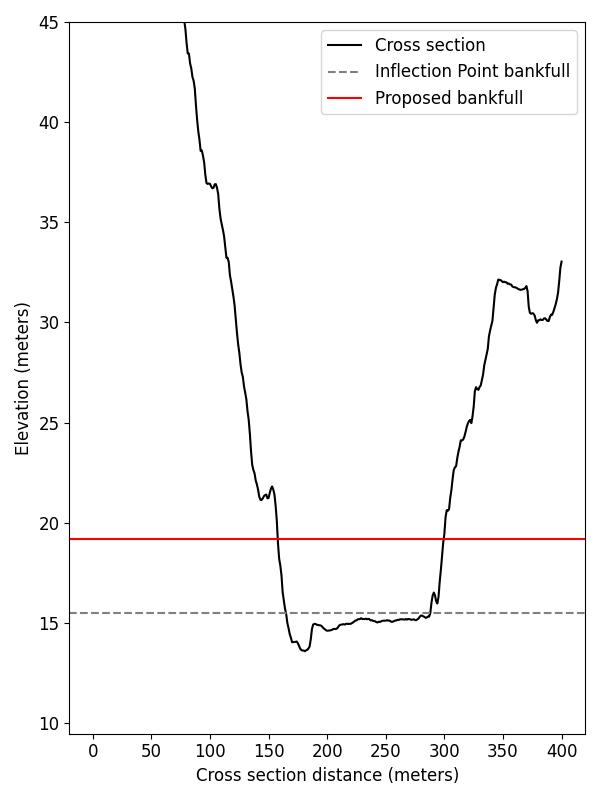 Cross section
Inflection Point bankfull
Proposed bankfull
45
40
35
30
25
20
15
10
Elevation (meters)
0 50 100 150 200 250 300 350 400
Cross section distance (meters)